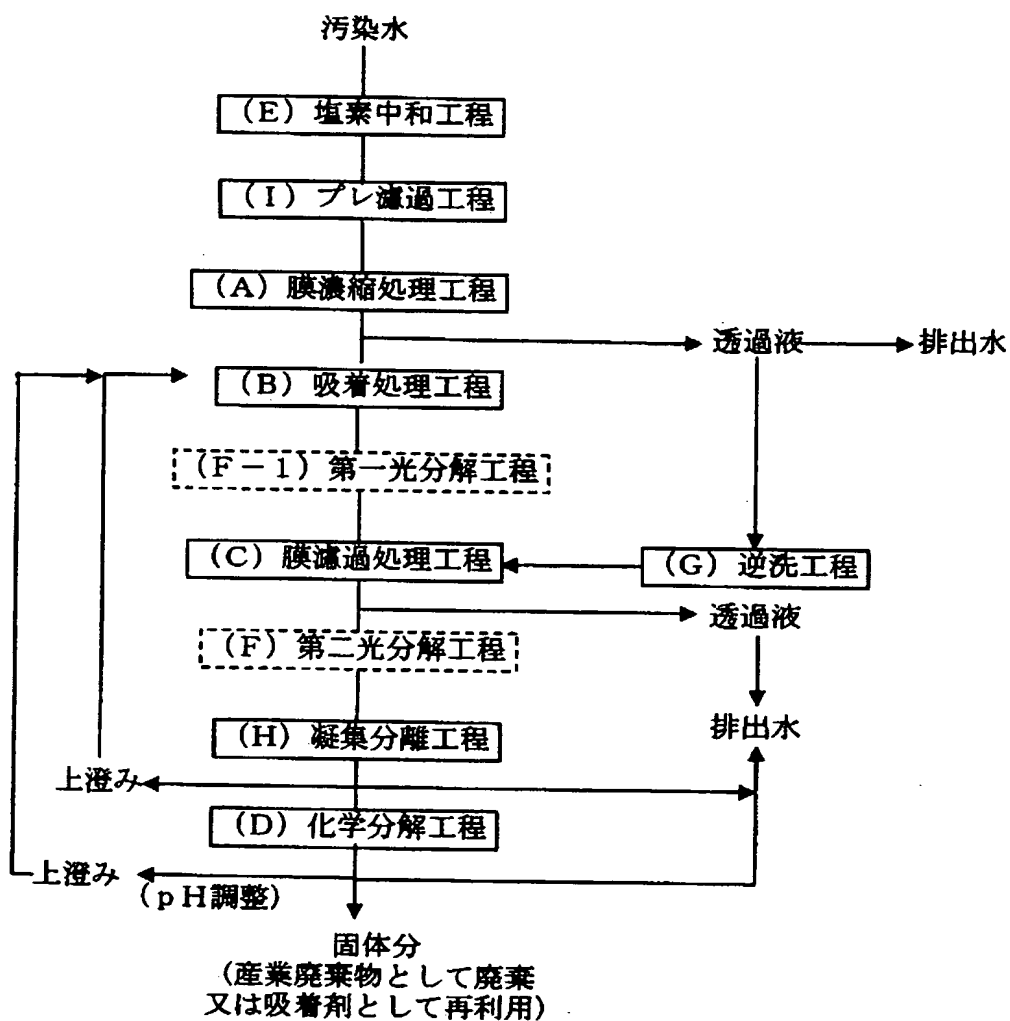 汚染水
(E)塩素中和工程
(I)プレ濾過工程
(A)膜濃縮処理工程
透過液
排出水
(B)吸着処理工程
(F-1)第一光分解工程
(C)膜濾過処理工程
(G)逆洗工程
透過液
(F)第二光分解工程
排出水
(H)凝集分離工程
上澄み
(D)化学分解工程
上澄み
(pH調整)
固体分
(産業廃棄物として廃棄
又は吸着剤として再利用)